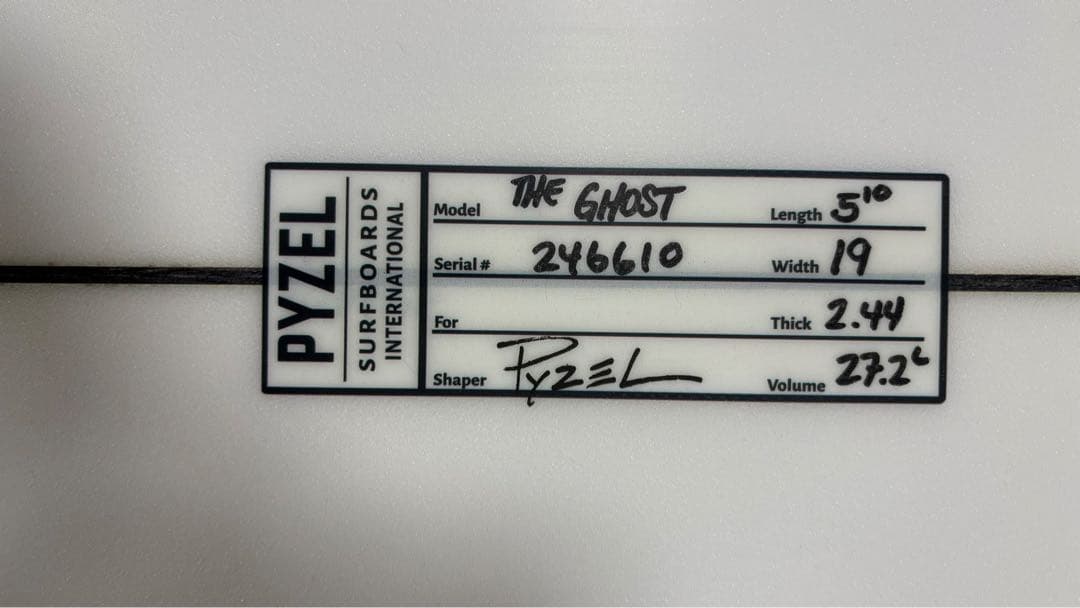 PYZEL
SURFBOARDS
INTERNATIONAL
Model THE GHOST Length 5'10
Serial # 246610 Width 19
For Thick 2.44
Shaper PYZEL Volume 27.2L